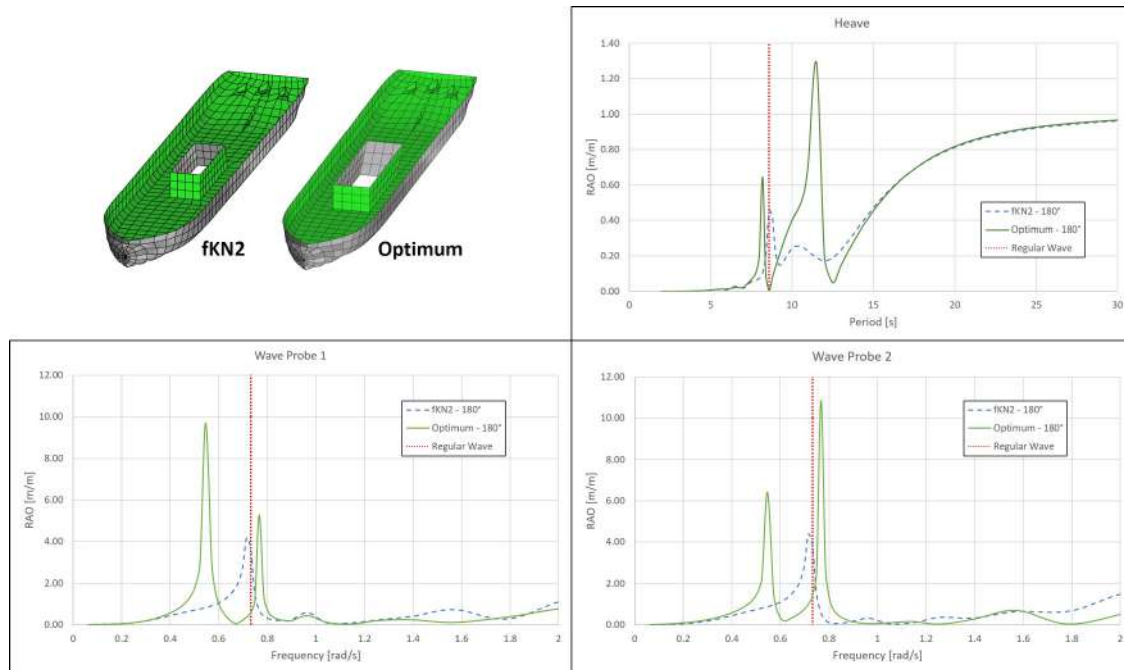 fKN2
Optimum
Heave
RAO [m/m]
1.40
1.20
1.00
0.80
0.60
0.40
0.20
0.00
0 5 10 15 20 25 30
Period [s]
fKN2 - 180°
Optimum - 180°
Regular Wave
Wave Probe 1
RAO [m/m]
12.00
10.00
8.00
6.00
4.00
2.00
0.00
0 0.2 0.4 0.6 0.8 1 1.2 1.4 1.6 1.8 2
Frequency [rad/s]
fKN2 - 180°
Optimum - 180°
Regular Wave
Wave Probe 2
RAO [m/m]
12.00
10.00
8.00
6.00
4.00
2.00
0.00
0 0.2 0.4 0.6 0.8 1 1.2 1.4 1.6 1.8 2
Frequency [rad/s]
fKN2 - 180°
Optimum - 180°
Regular Wave